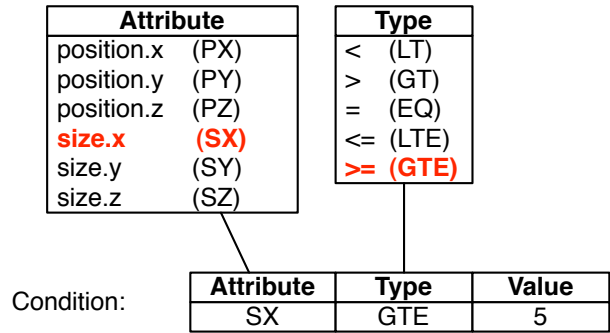 Attribute
position.x (PX)
position.y (PY)
position.z (PZ)
size.x (SX)
size.y (SY)
size.z (SZ)
Type
< (LT)
> (GT)
= (EQ)
<= (LTE)
>= (GTE)
Condition:
Attribute Type Value
SX GTE 5